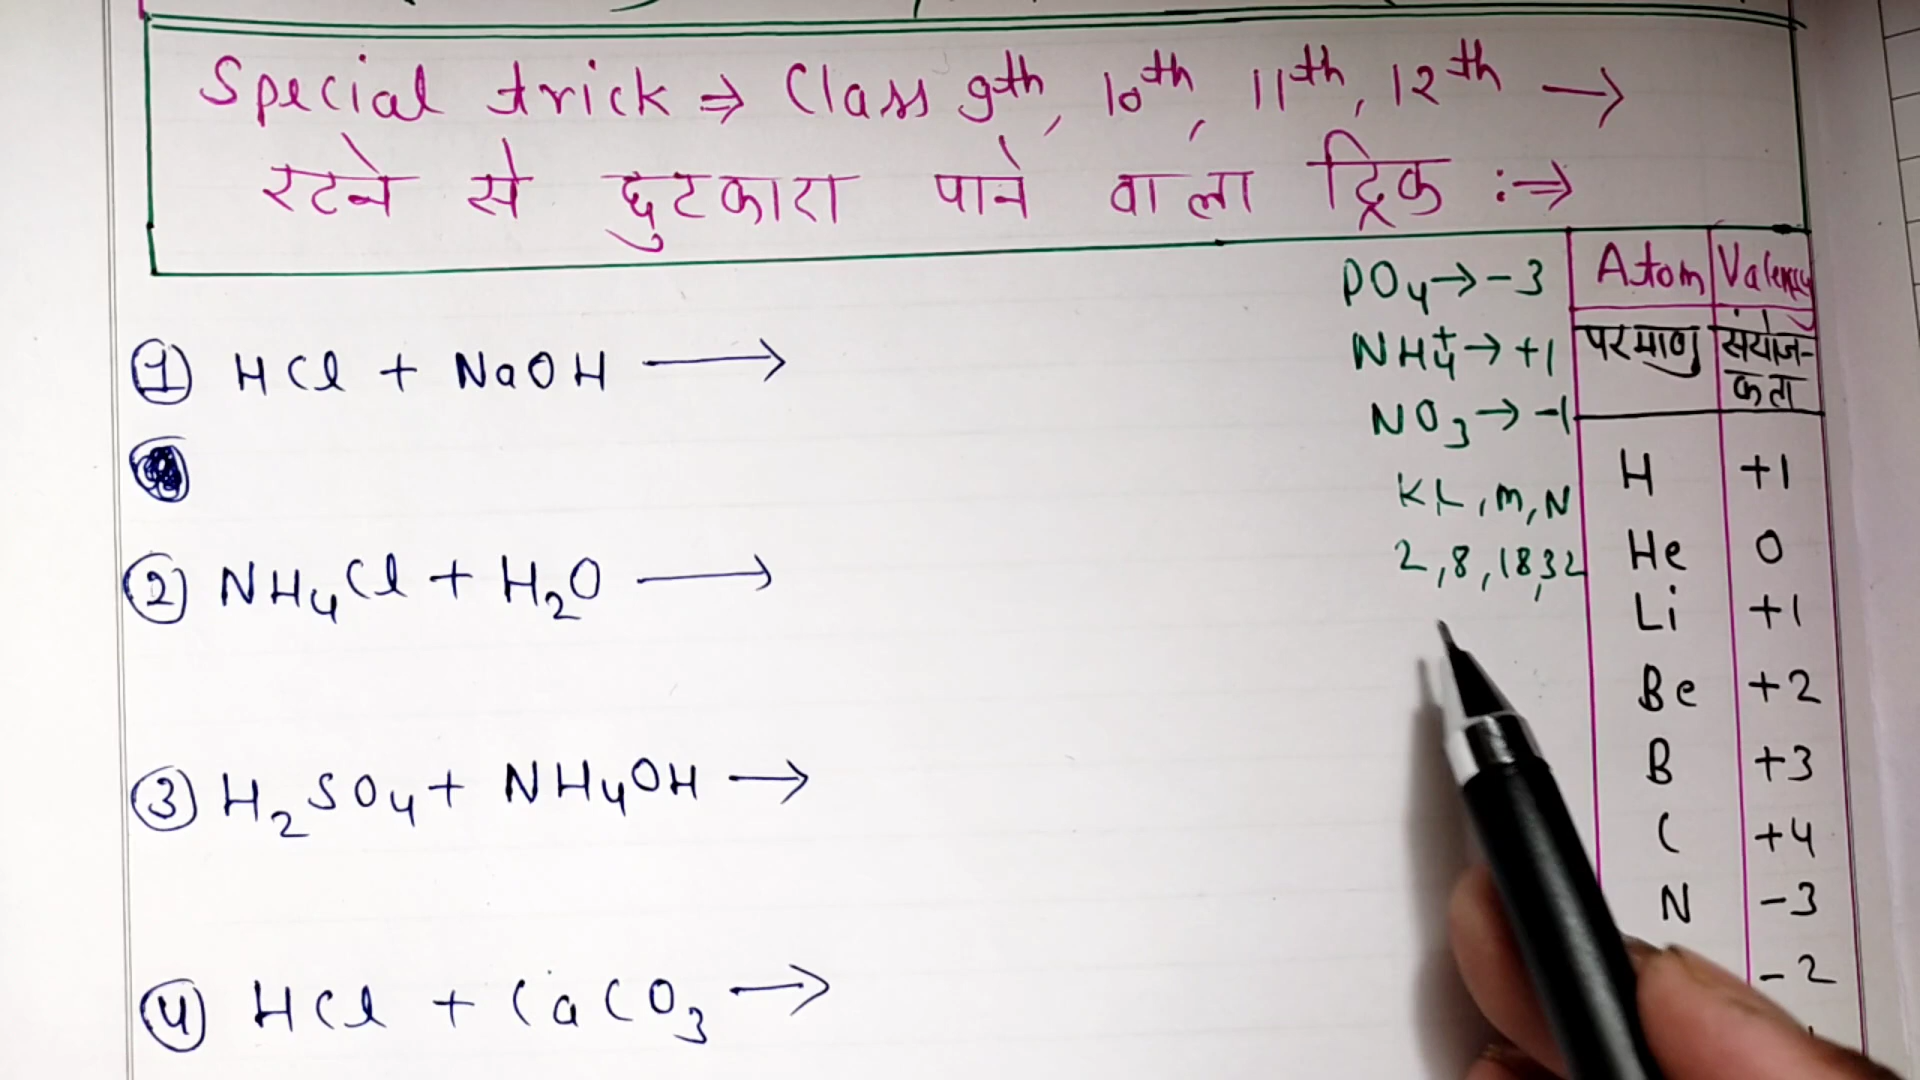 Special trick ⇒ Class 9th, 10th, 11th, 12th →
रटने से छुटकारा पाने वाला ट्रिक :⇒
① HCl + NaOH →
② NH₄Cl + H₂O →
③ H₂SO₄ + NH₄OH →
④ HCl + CaCO₃ →
PO₄ → -3
NH₄⁺ → +1
NO₃ → -1
K, L, M, N
2, 8, 18, 32
Atom Valency
परमाणु संयोज-
कता
H +1
He 0
Li +1
Be +2
B +3
C +4
N -3
-2